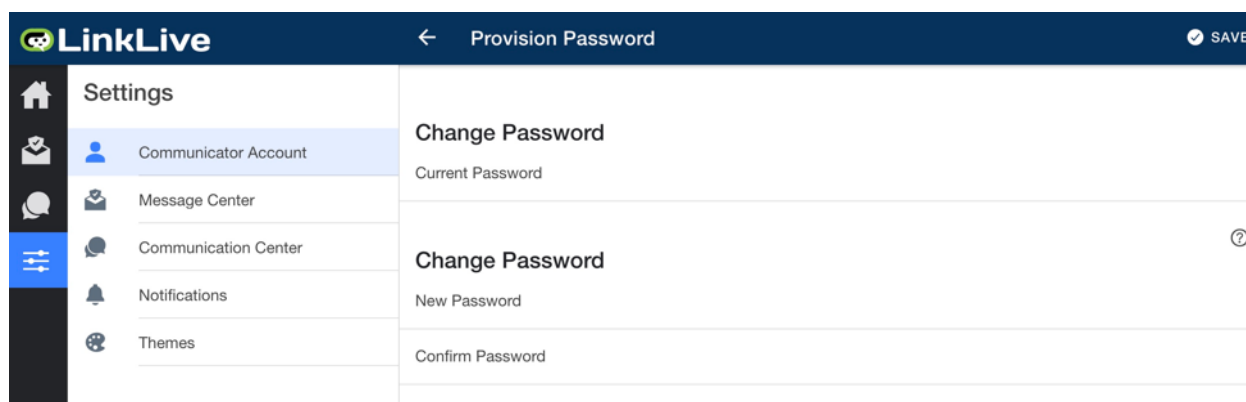 LinkLive
Provision Password
SAVE
Settings
Communicator Account
Message Center
Communication Center
Notifications
Themes
Change Password
Current Password
Change Password
?
New Password
Confirm Password